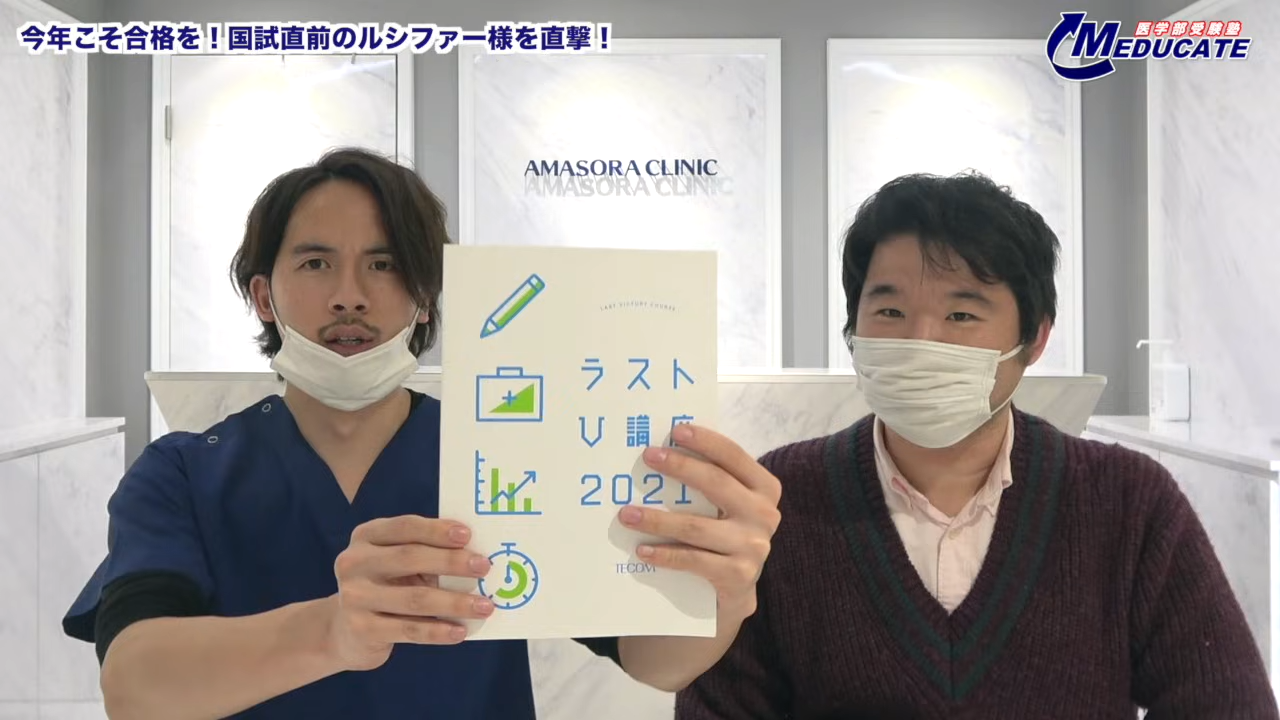 今年こそ合格を!国試直前のルシファー様を直撃!
医学部受験塾
MEDUCATE
AMASORA CLINIC
LAST VICTORY COURSE
ラスト
V講座
2021
TECOM